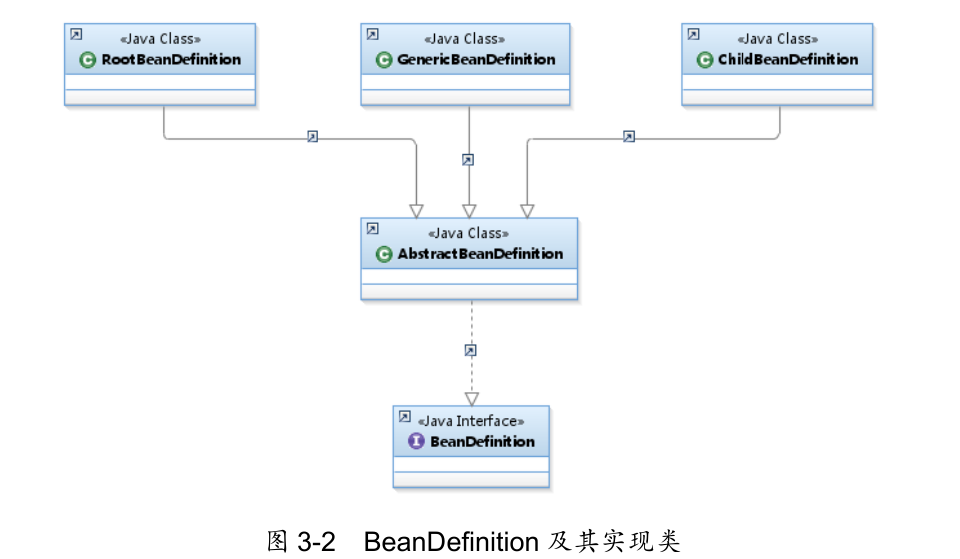 «Java Class»
RootBeanDefinition
«Java Class»
GenericBeanDefinition
«Java Class»
ChildBeanDefinition
«Java Class»
AbstractBeanDefinition
«Java Interface»
BeanDefinition
图 3-2 BeanDefinition 及其实现类